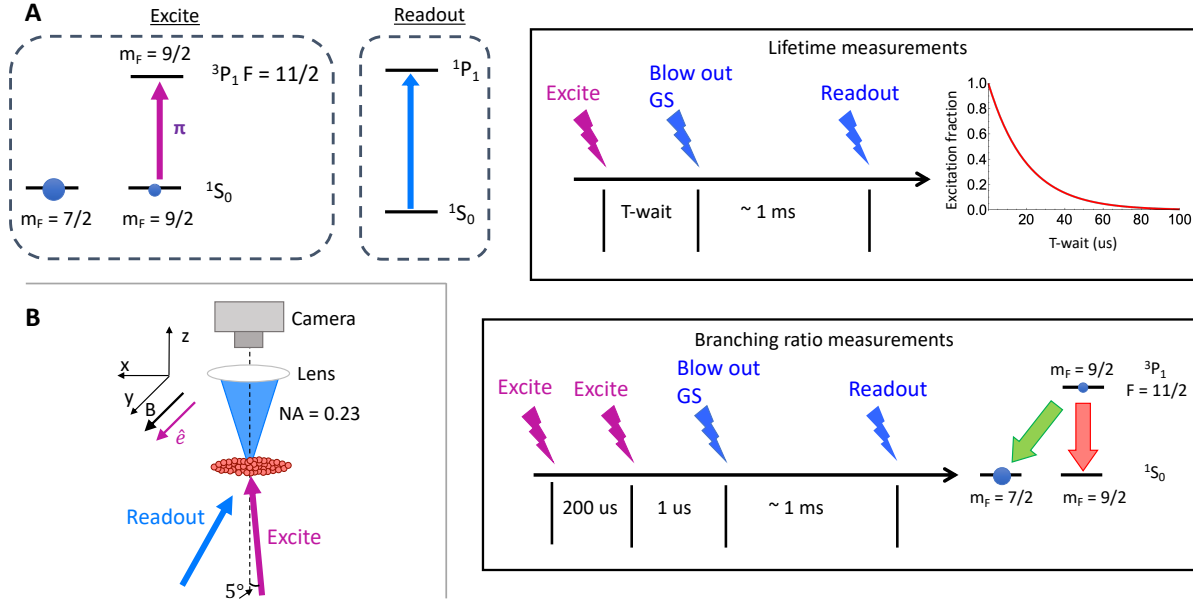 A
Excite
Readout
m_F = 9/2
³P₁ F = 11/2
π
¹S₀
m_F = 7/2
m_F = 9/2
¹P₁
¹S₀
Lifetime measurements
Excite
Blow out
GS
Readout
T-wait
~ 1 ms
Excitation fraction
1.0
0.8
0.6
0.4
0.2
0.0
20
40
60
80
100
T-wait (us)
B
Camera
z
x
y
B
ê
Lens
NA = 0.23
Readout
Excite
5°
Branching ratio measurements
Excite
Excite
Blow out
GS
Readout
200 us
1 us
~ 1 ms
m_F = 9/2
³P₁
F = 11/2
¹S₀
m_F = 7/2
m_F = 9/2